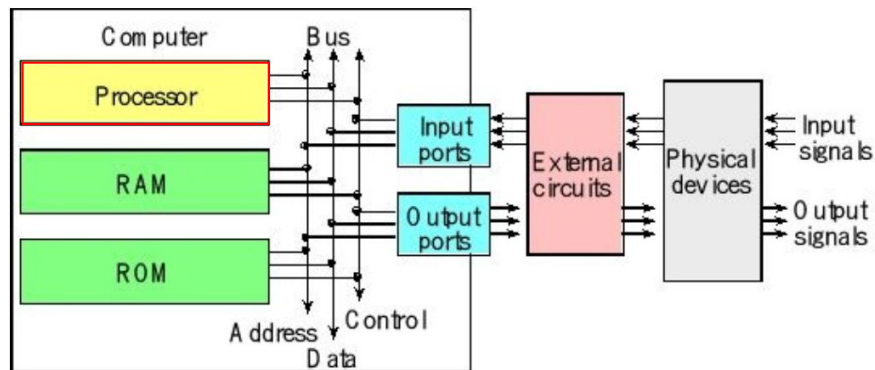 Computer
Bus
Processor
RAM
ROM
Address
Data
Control
Input
ports
Output
ports
External
circuits
Physical
devices
Input
signals
Output
signals